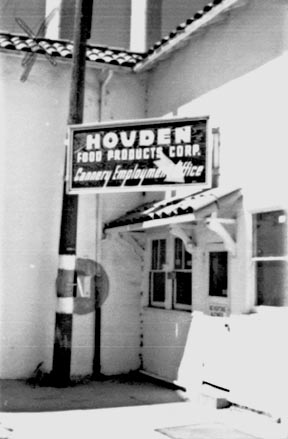 HOVDEN
FOOD PRODUCTS CORP.
Cannery Employment Office